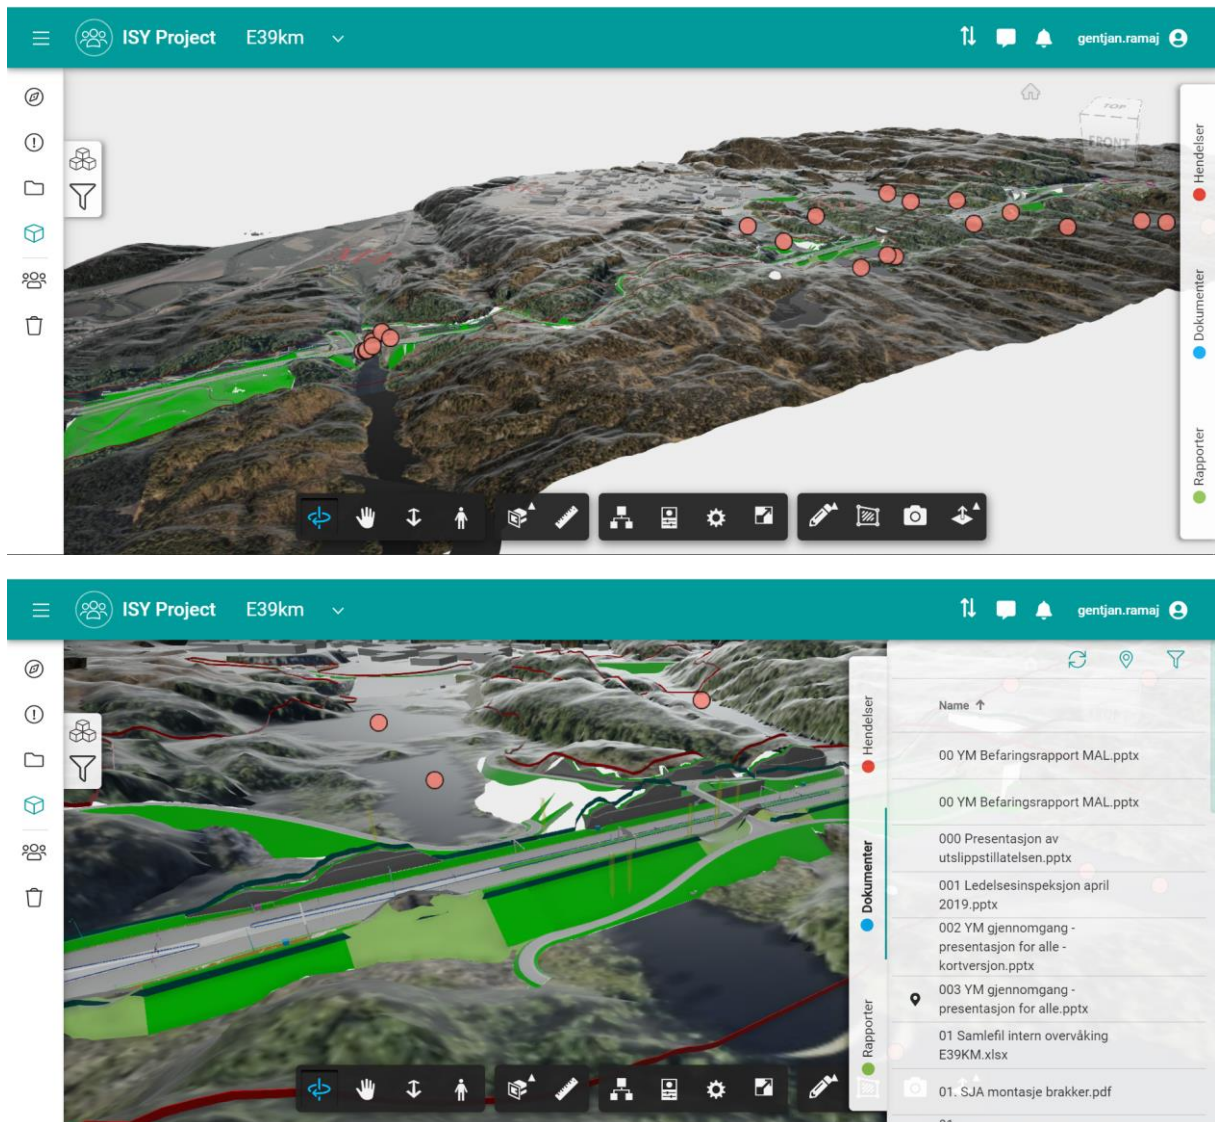 ISY Project E39km
gentjan.ramaj
TOP
FRONT
Hendelser
Dokumenter
Rapporter
ISY Project E39km
gentjan.ramaj
Hendelser
Dokumenter
Rapporter
Name
00 YM Befaringsrapport MAL.pptx
00 YM Befaringsrapport MAL.pptx
000 Presentasjon av
utslippstillatelsen.pptx
001 Ledelsesinspeksjon april
2019.pptx
002 YM gjennomgang -
presentasjon for alle -
kortversjon.pptx
003 YM gjennomgang -
presentasjon for alle.pptx
01 Samlefil intern overvåking
E39KM.xlsx
01. SJA montasje brakker.pdf